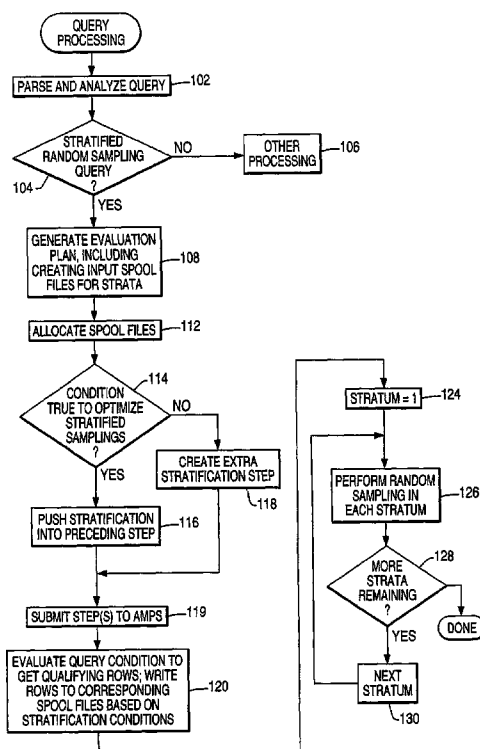 QUERY
PROCESSING
PARSE AND ANALYZE QUERY
102
STRATIFIED
RANDOM SAMPLING
QUERY
?
104
NO
OTHER
PROCESSING
106
YES
GENERATE EVALUATION
PLAN, INCLUDING
CREATING INPUT SPOOL
FILES FOR STRATA
108
ALLOCATE SPOOL FILES
112
CONDITION
TRUE TO OPTIMIZE
STRATIFIED
SAMPLINGS
?
114
NO
CREATE EXTRA
STRATIFICATION STEP
118
YES
PUSH STRATIFICATION
INTO PRECEDING STEP
116
SUBMIT STEP(S) TO AMPS
119
EVALUATE QUERY CONDITION TO
GET QUALIFYING ROWS; WRITE
ROWS TO CORRESPONDING
SPOOL FILES BASED ON
STRATIFICATION CONDITIONS
120
STRATUM = 1
124
PERFORM RANDOM
SAMPLING IN
EACH STRATUM
126
MORE
STRATA
REMAINING
?
128
DONE
YES
NEXT
STRATUM
130